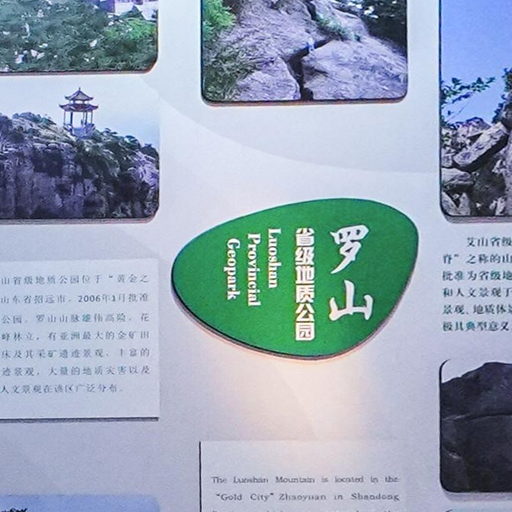 罗山
省级地质公园
Luoshan
Provincial
Geopark
山省级地质公园位于“黄金之
山东省招远市。2006年1月批准
公园。罗山山脉雄伟高险，花
峰林立，有亚洲最大的金矿田
床及其采矿遗迹景观、丰富的
迹景观，大量的地质灾害以及
人文景观在该区广泛分布。
The Luoshan Mountain is located in the
“Gold City” Zhaoyuan in Shandong
艾山省级
脊”之称的山
批准为省级地
和人文景观于
景观、地质体景
极具典型意义